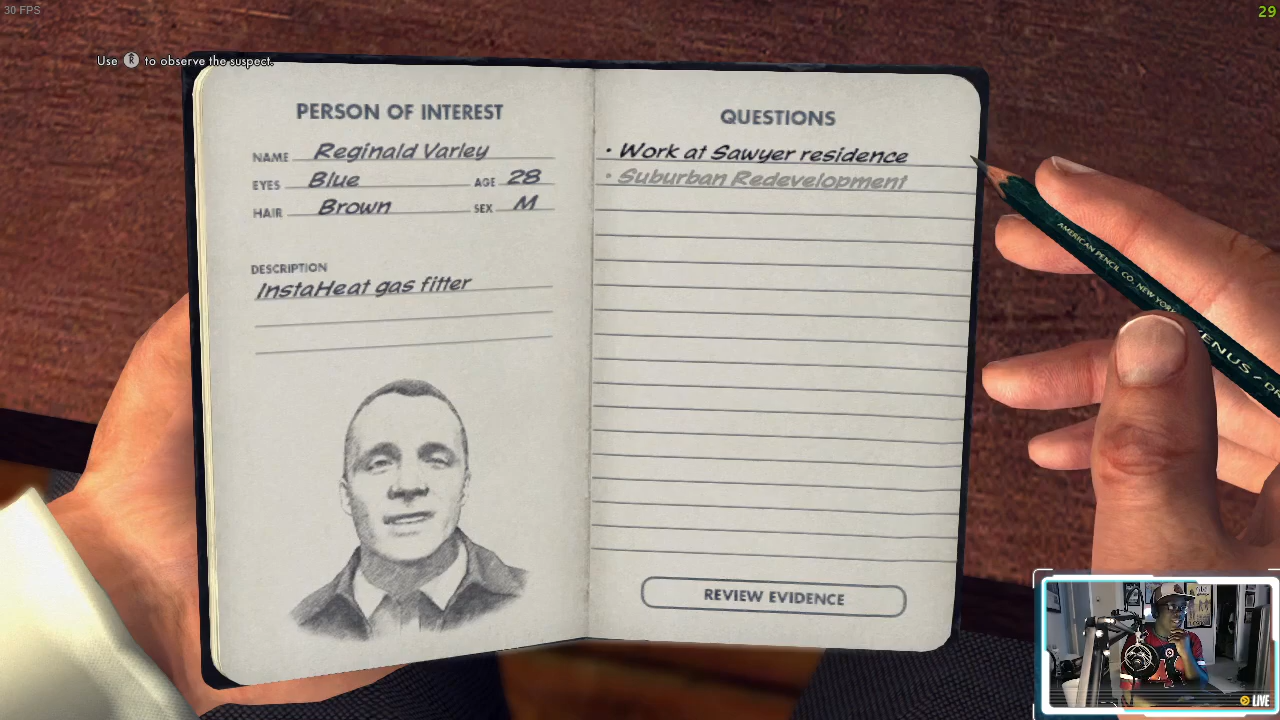 30 FPS
29
Use R to observe the suspect.
PERSON OF INTEREST
NAME Reginald Varley
EYES Blue AGE 28
HAIR Brown SEX M
DESCRIPTION
InstaHeat gas fitter
QUESTIONS
• Work at Sawyer residence
• Suburban Redevelopment
REVIEW EVIDENCE
AMERICAN PENCIL CO. NEW YORK
VENUS / DR
LIVE